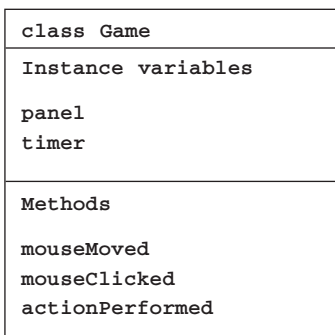 class Game
Instance variables
panel
timer
Methods
mouseMoved
mouseClicked
actionPerformed